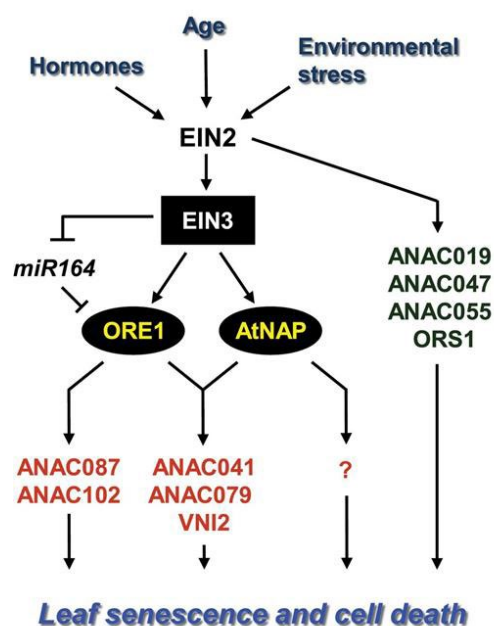 Age
Hormones
Environmental
stress
EIN2
EIN3
miR164
ANAC019
ANAC047
ANAC055
ORS1
ORE1
AtNAP
ANAC087
ANAC102
ANAC041
ANAC079
VNI2
?
Leaf senescence and cell death